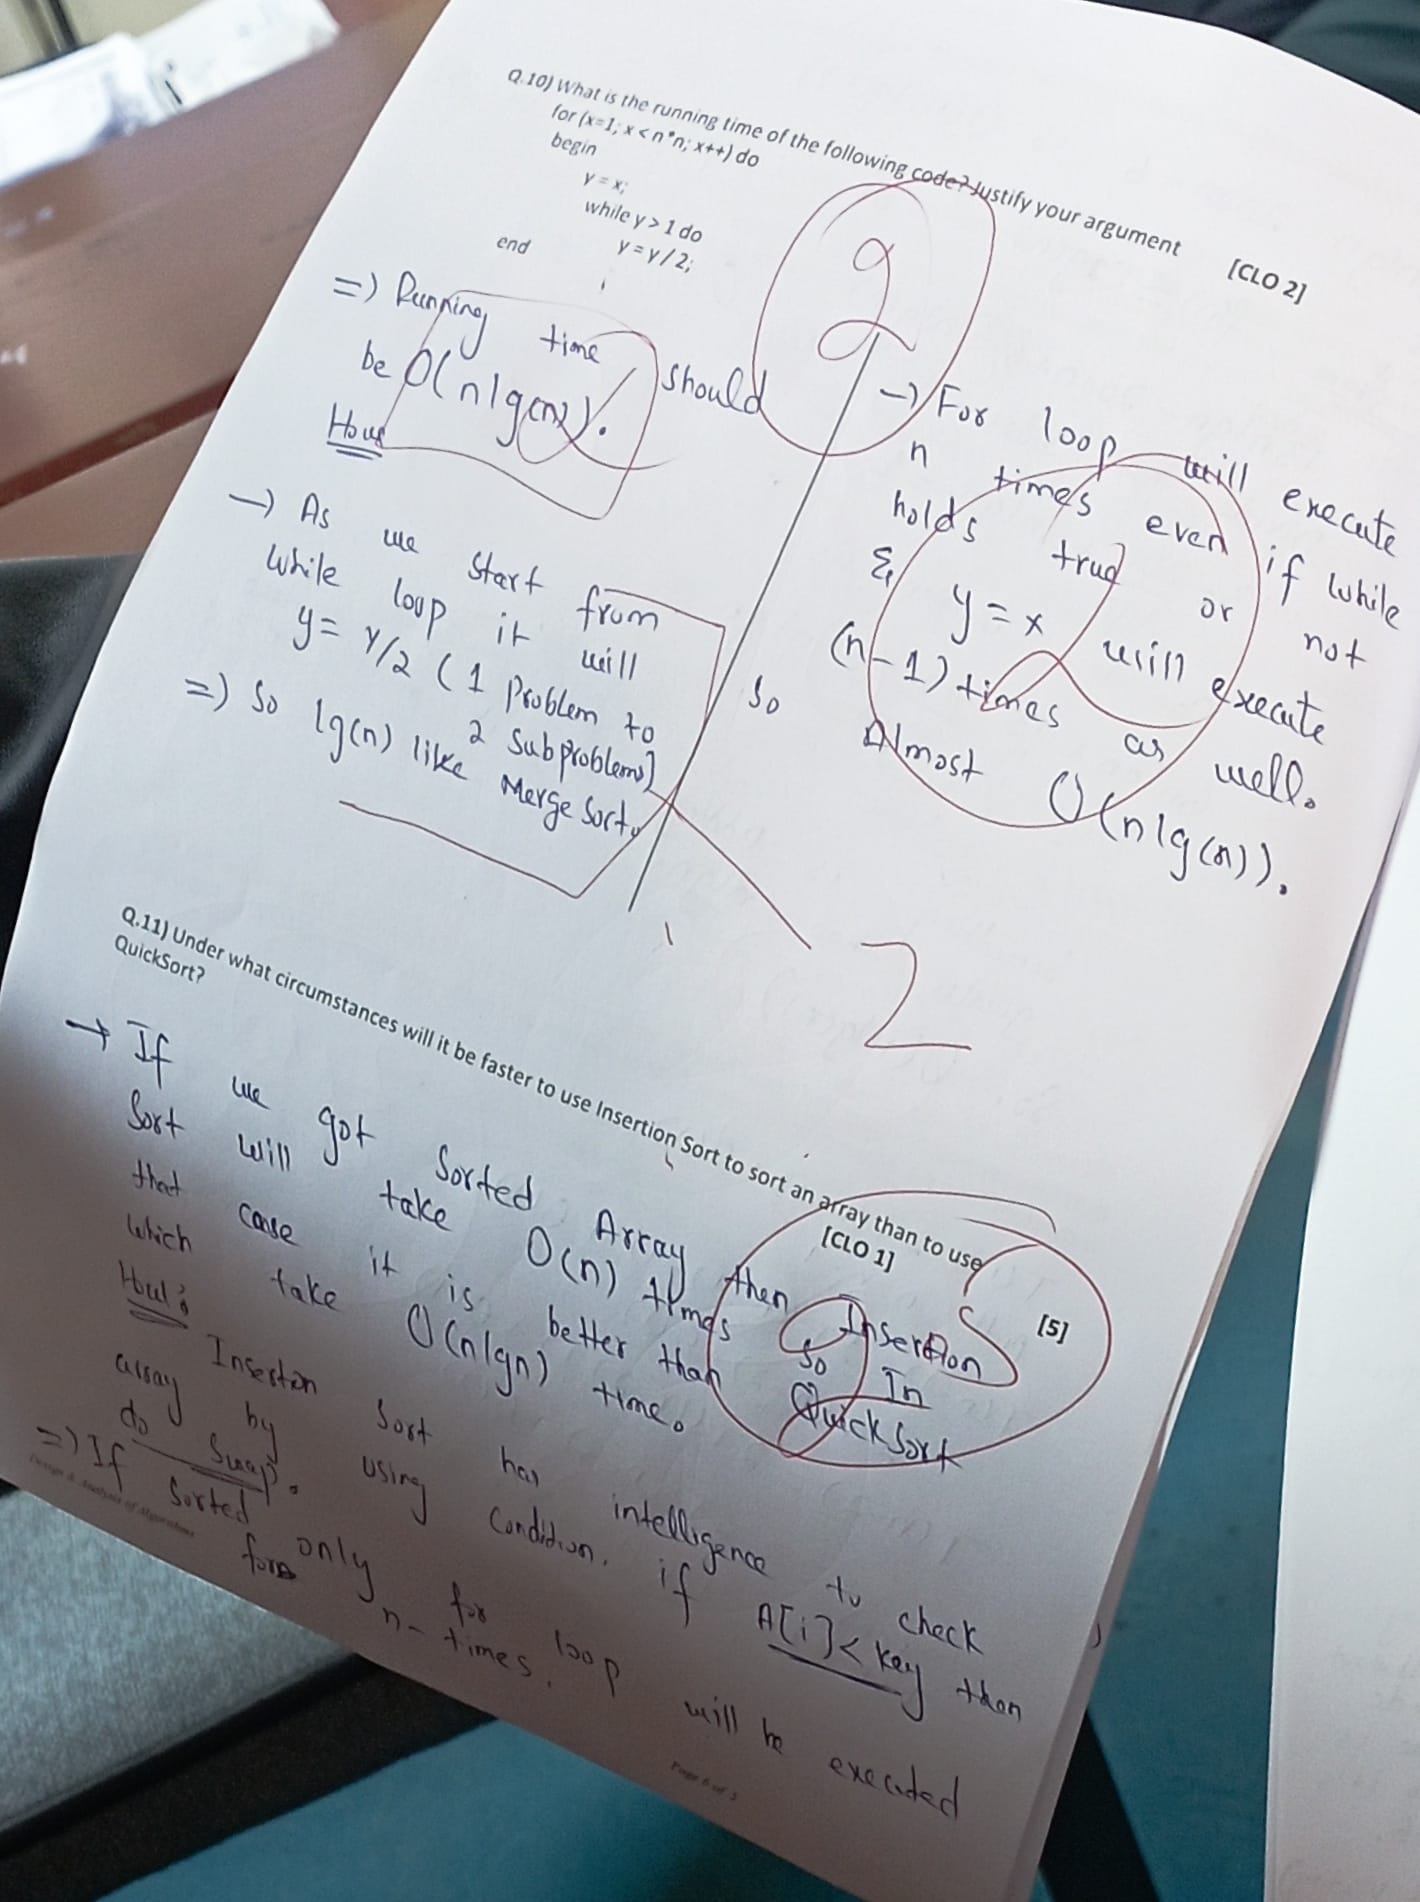 Q.10) What is the running time of the following code? Justify your argument [CLO 2]
for (x=1; x < n*n; x++) do
begin
y = x;
while y > 1 do
y = y / 2;
end
2
=) Running time should
be O(n lg(n)).
How
-) As we start from
while loop it will
y = y/2 ( 1 problem to
2 subproblems)
=) So lg(n) like Merge Sort.
-) For loop will execute
n times even if while
holds true or not
& y = x will execute
(n-1) times as well.
So Almost O(n lg(n)).
2
Q.11) Under what circumstances will it be faster to use Insertion Sort to sort an array than to use
QuickSort? [CLO 1] [5]
→ If we got Sorted Array then Insertion
Sort will take O(n) times so In
that case it is better than QuickSort
which take O(nlgn) time.
Insertion Sort has intelligence to check
array by using condition. if A[i] < key then
do Swap.
=) If Sorted only for loop will be executed
n-times.
Design & Analysis of Algorithms
Page 6 of 5